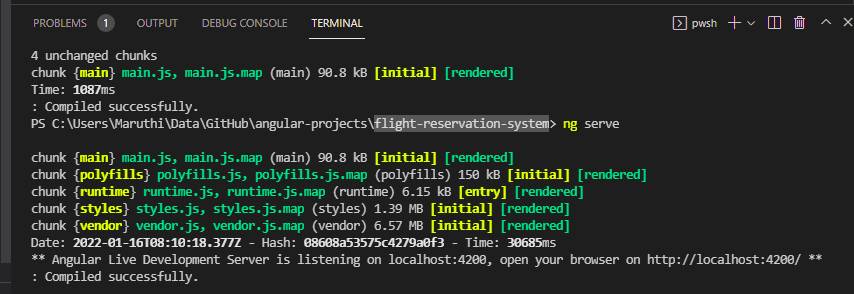 PROBLEMS 1 OUTPUT DEBUG CONSOLE TERMINAL pwsh
4 unchanged chunks
chunk {main} main.js, main.js.map (main) 90.8 kB [initial] [rendered]
Time: 1087ms
: Compiled successfully.
PS C:\Users\Maruthi\Data\GitHub\angular-projects\flight-reservation-system> ng serve
chunk {main} main.js, main.js.map (main) 90.8 kB [initial] [rendered]
chunk {polyfills} polyfills.js, polyfills.js.map (polyfills) 150 kB [initial] [rendered]
chunk {runtime} runtime.js, runtime.js.map (runtime) 6.15 kB [entry] [rendered]
chunk {styles} styles.js, styles.js.map (styles) 1.39 MB [initial] [rendered]
chunk {vendor} vendor.js, vendor.js.map (vendor) 6.57 MB [initial] [rendered]
Date: 2022-01-16T08:10:18.377Z - Hash: 08608a53575c4279a0f3 - Time: 30685ms
** Angular Live Development Server is listening on localhost:4200, open your browser on http://localhost:4200/ **
: Compiled successfully.